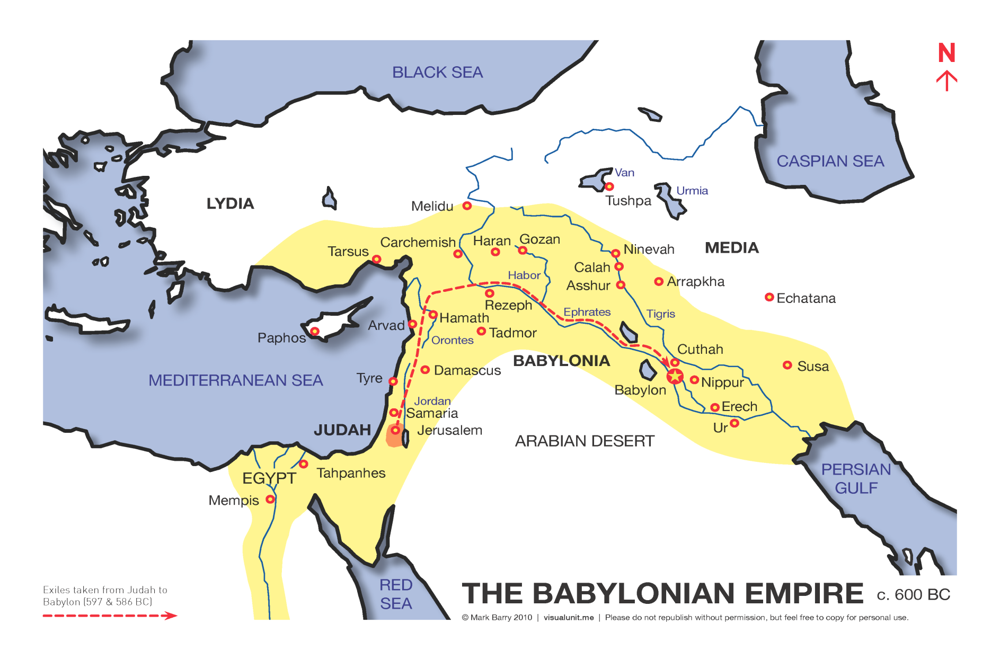 N
BLACK SEA
CASPIAN SEA
Van
Urmia
Tushpa
LYDIA
Melidu
MEDIA
Carchemish
Haran
Gozan
Tarsus
Ninevah
Calah
Habor
Asshur
Arrapkha
Echatana
Rezeph
Ephrates
Tigris
Arvad
Hamath
Paphos
Orontes
Tadmor
Cuthah
BABYLONIA
Susa
Damascus
Tyre
MEDITERRANEAN SEA
Nippur
Babylon
Jordan
Samaria
Erech
JUDAH
Jerusalem
Ur
ARABIAN DESERT
PERSIAN
GULF
EGYPT
Tahpanhes
Mempis
RED
SEA
Exiles taken from Judah to
Babylon (597 & 586 BC)
THE BABYLONIAN EMPIRE c. 600 BC
© Mark Barry 2010 | visualunit.me | Please do not republish without permission, but feel free to copy for personal use.